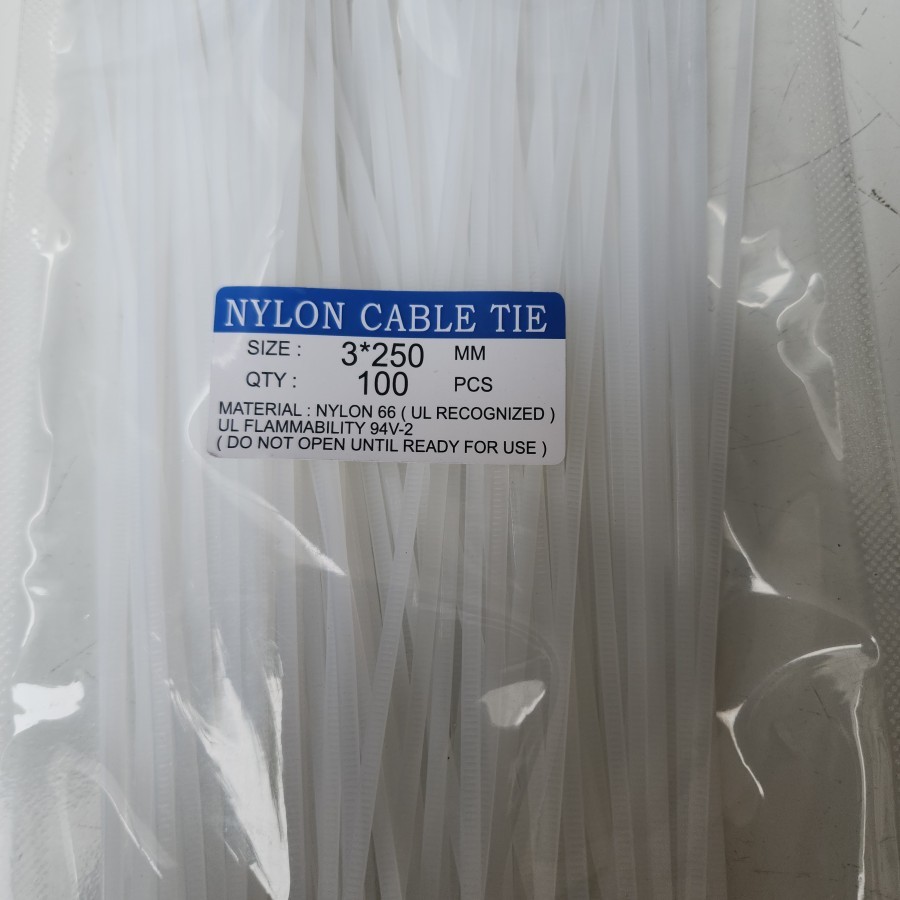 NYLON CABLE TIE
SIZE : 3*250 MM
QTY : 100 PCS
MATERIAL : NYLON 66 ( UL RECOGNIZED )
UL FLAMMABILITY 94V-2
( DO NOT OPEN UNTIL READY FOR USE )